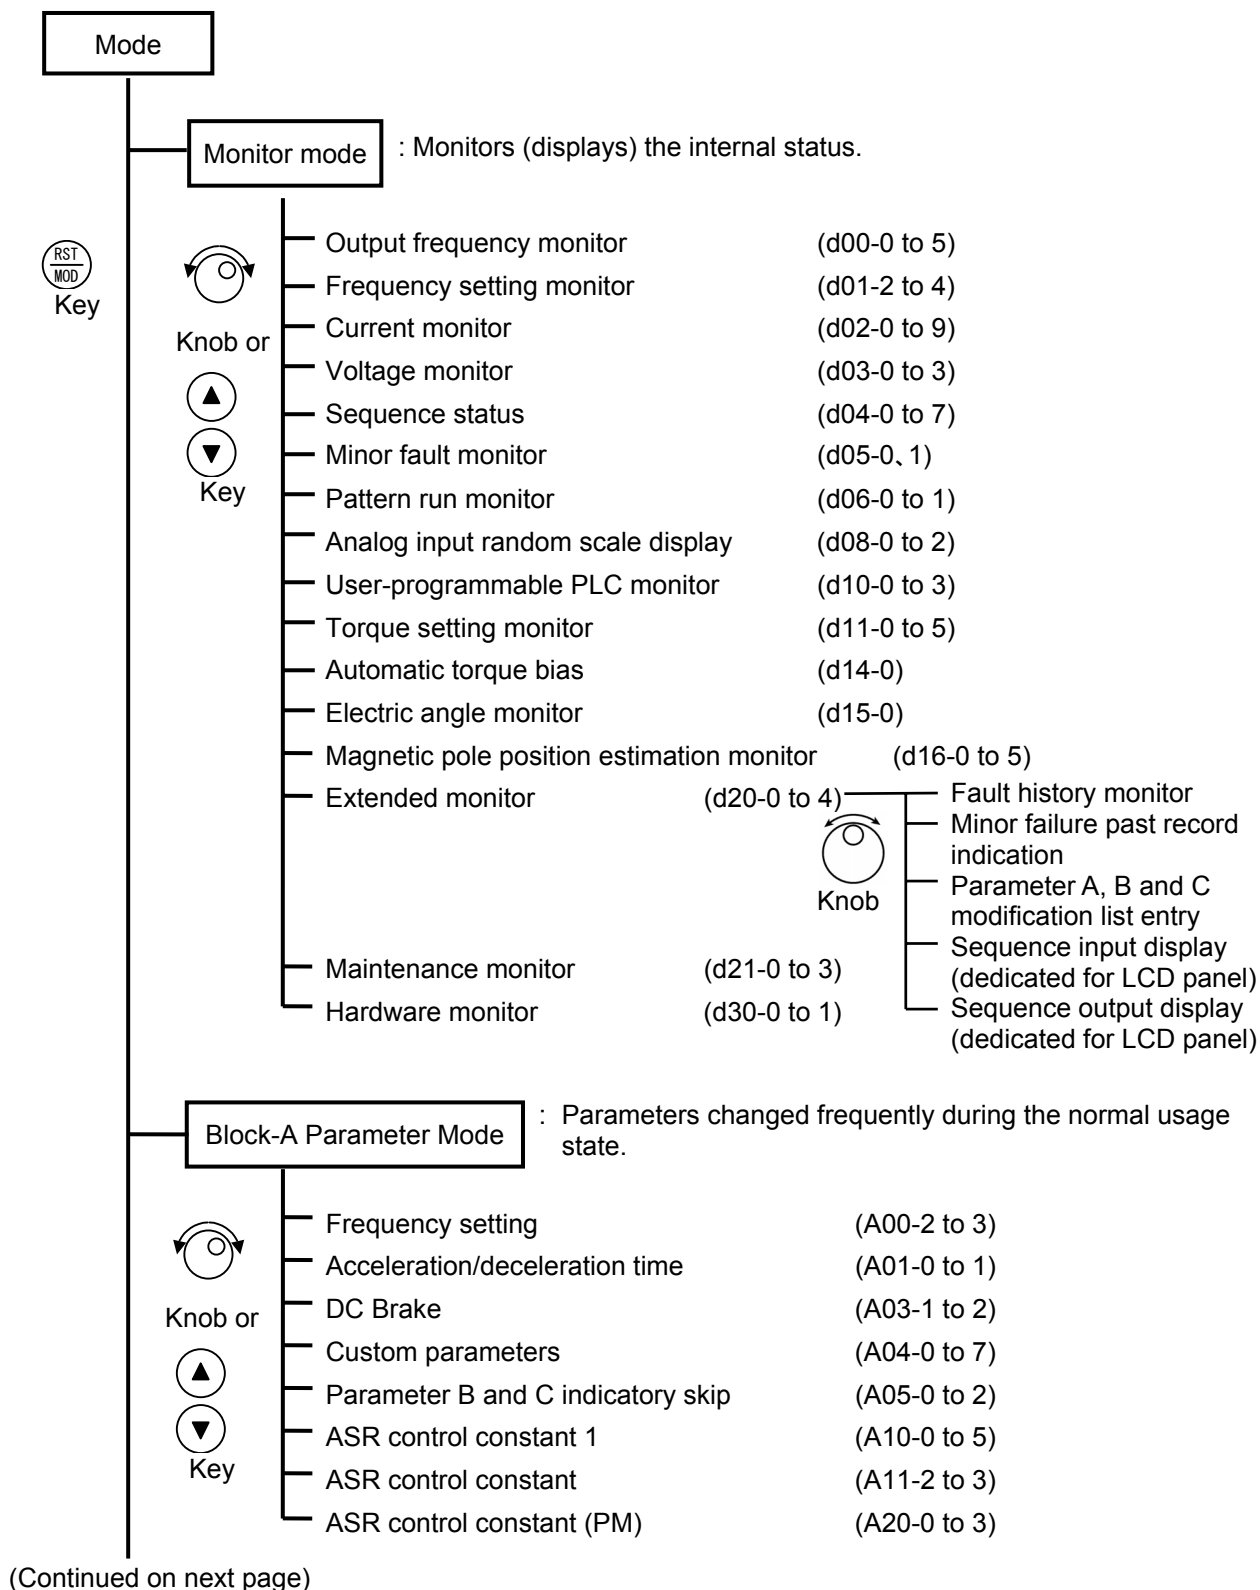 Mode
Monitor mode : Monitors (displays) the internal status.
Output frequency monitor (d00-0 to 5)
RST
MOD
Key
Frequency setting monitor (d01-2 to 4)
Current monitor (d02-0 to 9)
Knob or
Voltage monitor (d03-0 to 3)
Sequence status (d04-0 to 7)
Minor fault monitor (d05-0、1)
Key
Pattern run monitor (d06-0 to 1)
Analog input random scale display (d08-0 to 2)
User-programmable PLC monitor (d10-0 to 3)
Torque setting monitor (d11-0 to 5)
Automatic torque bias (d14-0)
Electric angle monitor (d15-0)
Magnetic pole position estimation monitor (d16-0 to 5)
Extended monitor (d20-0 to 4)
Knob
Fault history monitor
Minor failure past record
indication
Parameter A, B and C
modification list entry
Sequence input display
(dedicated for LCD panel)
Sequence output display
(dedicated for LCD panel)
Maintenance monitor (d21-0 to 3)
Hardware monitor (d30-0 to 1)
Block-A Parameter Mode : Parameters changed frequently during the normal usage
state.
Frequency setting (A00-2 to 3)
Acceleration/deceleration time (A01-0 to 1)
Knob or
DC Brake (A03-1 to 2)
Custom parameters (A04-0 to 7)
Parameter B and C indicatory skip (A05-0 to 2)
ASR control constant 1 (A10-0 to 5)
Key
ASR control constant (A11-2 to 3)
ASR control constant (PM) (A20-0 to 3)
(Continued on next page)